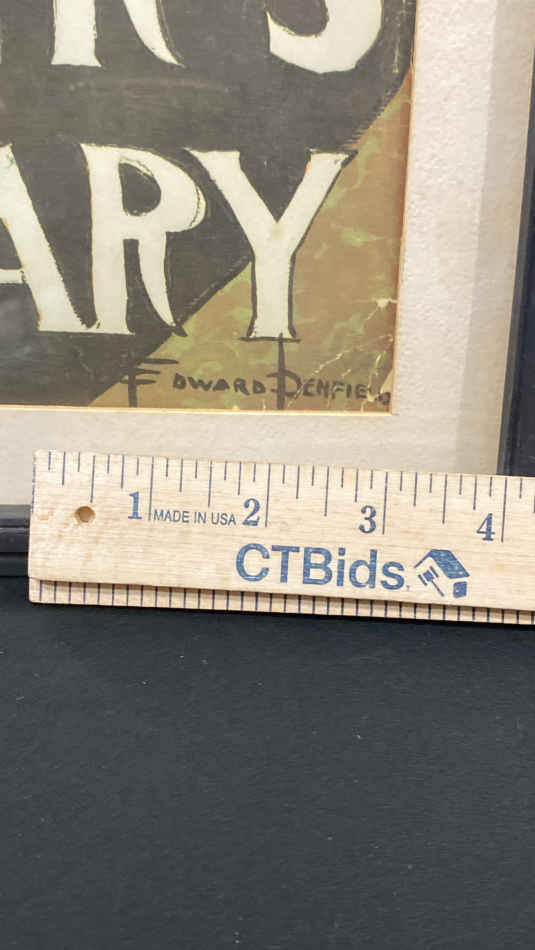 R'S
ARY
EDWARD PENFIELD
1 MADE IN USA 2 3 4
CTBids